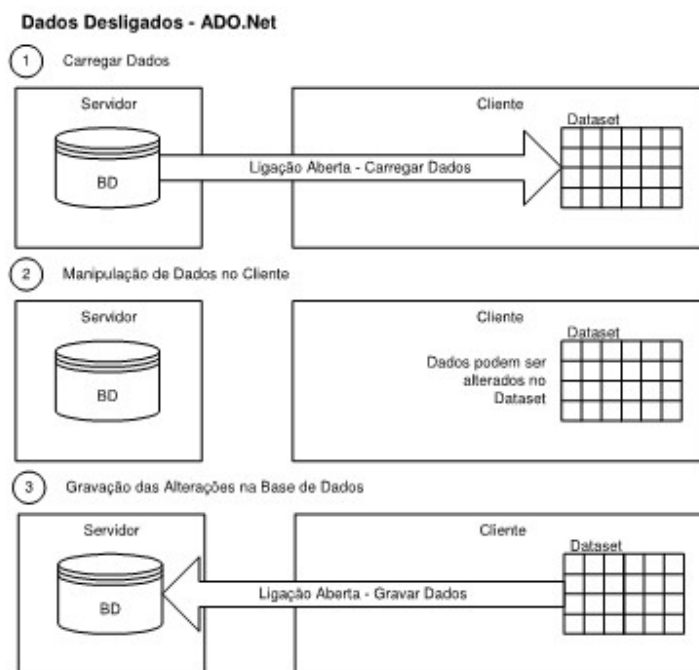 Dados Desligados - ADO.Net
1 Carregar Dados
Servidor
Cliente
Dataset
BD
Ligação Aberta - Carregar Dados
2 Manipulação de Dados no Cliente
Servidor
Cliente
Dataset
BD
Dados podem ser
alterados no
Dataset
3 Gravação das Alterações na Base de Dados
Servidor
Cliente
Dataset
BD
Ligação Aberta - Gravar Dados